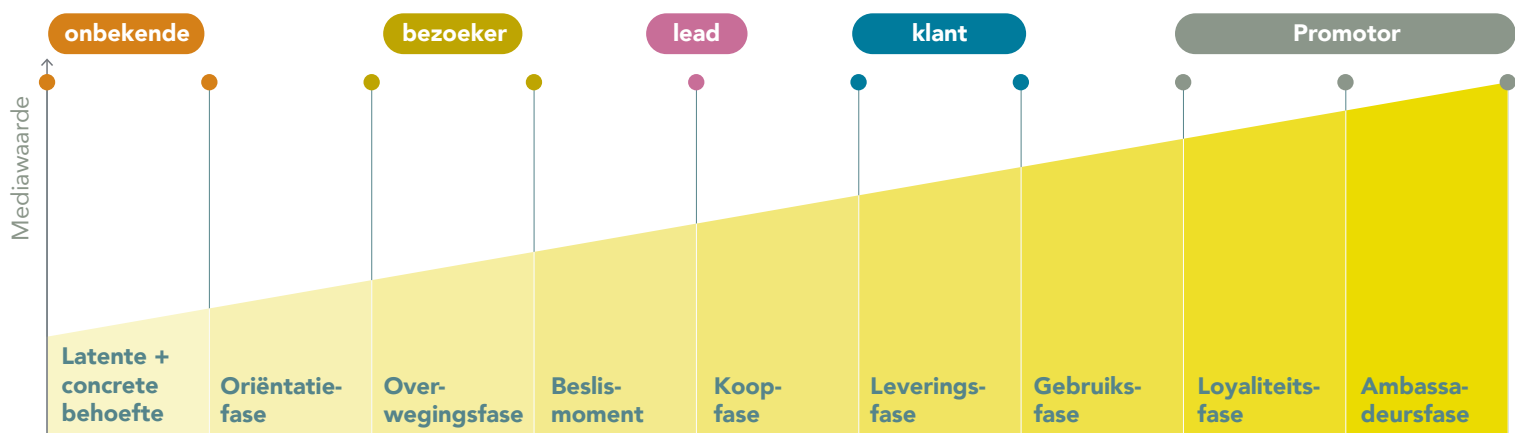 onbekende
bezoeker
lead
klant
Promotor
Mediawaarde
Latente +
concrete
behoefte
Oriëntatie-
fase
Over-
wegingsfase
Beslis-
moment
Koop-
fase
Leverings-
fase
Gebruiks-
fase
Loyaliteits-
fase
Ambassa-
deursfase